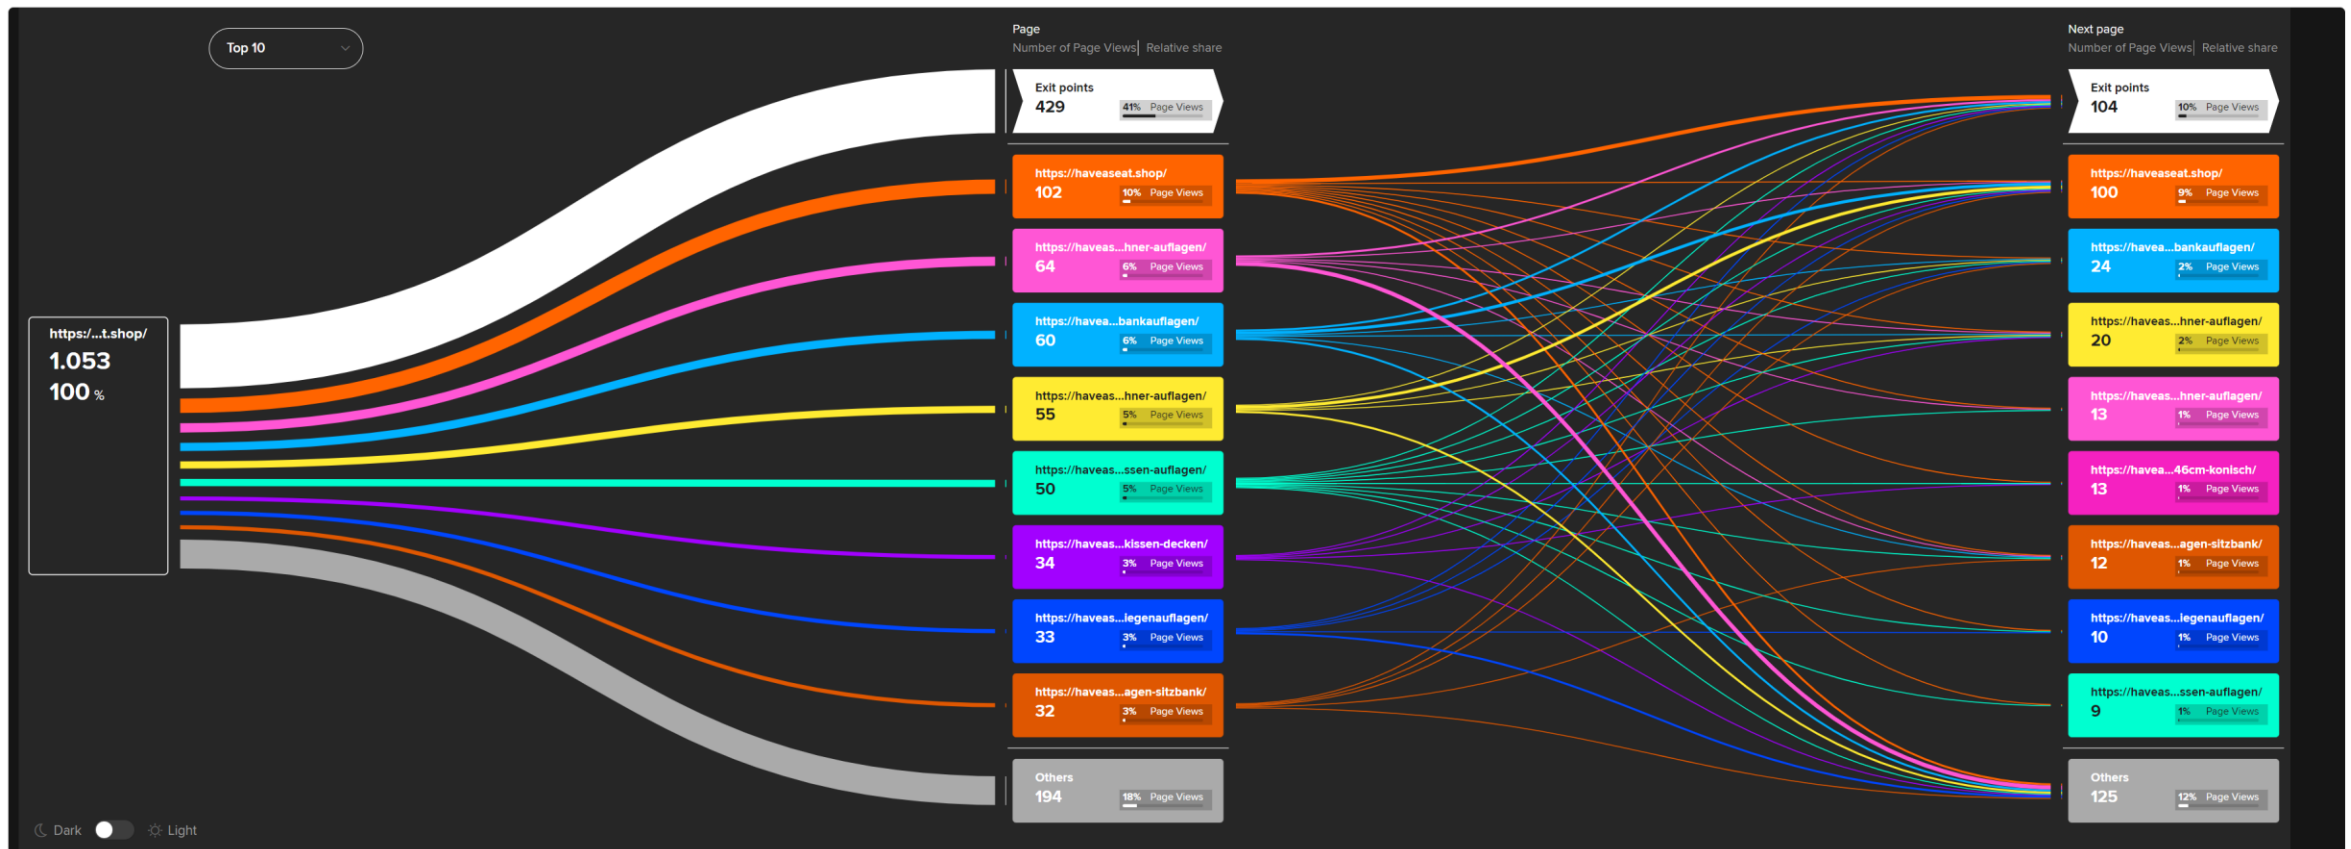 Top 10
Page
Number of Page Views | Relative share
Next page
Number of Page Views | Relative share
https:/...t.shop/
1.053
100 %
Exit points
429
41% Page Views
https://haveaseat.shop/
102
10% Page Views
https://haveas...hner-auflagen/
64
6% Page Views
https://havea...bankauflagen/
60
6% Page Views
https://haveas...hner-auflagen/
55
5% Page Views
https://haveas...ssen-auflagen/
50
5% Page Views
https://haveas...kissen-decken/
34
3% Page Views
https://haveas...iegenauflagen/
33
3% Page Views
https://haveas...agen-sitzbank/
32
3% Page Views
Others
194
18% Page Views
Exit points
104
10% Page Views
https://haveaseat.shop/
100
9% Page Views
https://havea...bankauflagen/
24
2% Page Views
https://haveas...hner-auflagen/
20
2% Page Views
https://haveas...hner-auflagen/
13
1% Page Views
https://havea...46cm-konisch/
13
1% Page Views
https://haveas...agen-sitzbank/
12
1% Page Views
https://haveas...iegenauflagen/
10
1% Page Views
https://haveas...ssen-auflagen/
9
1% Page Views
Others
125
12% Page Views
Dark
Light